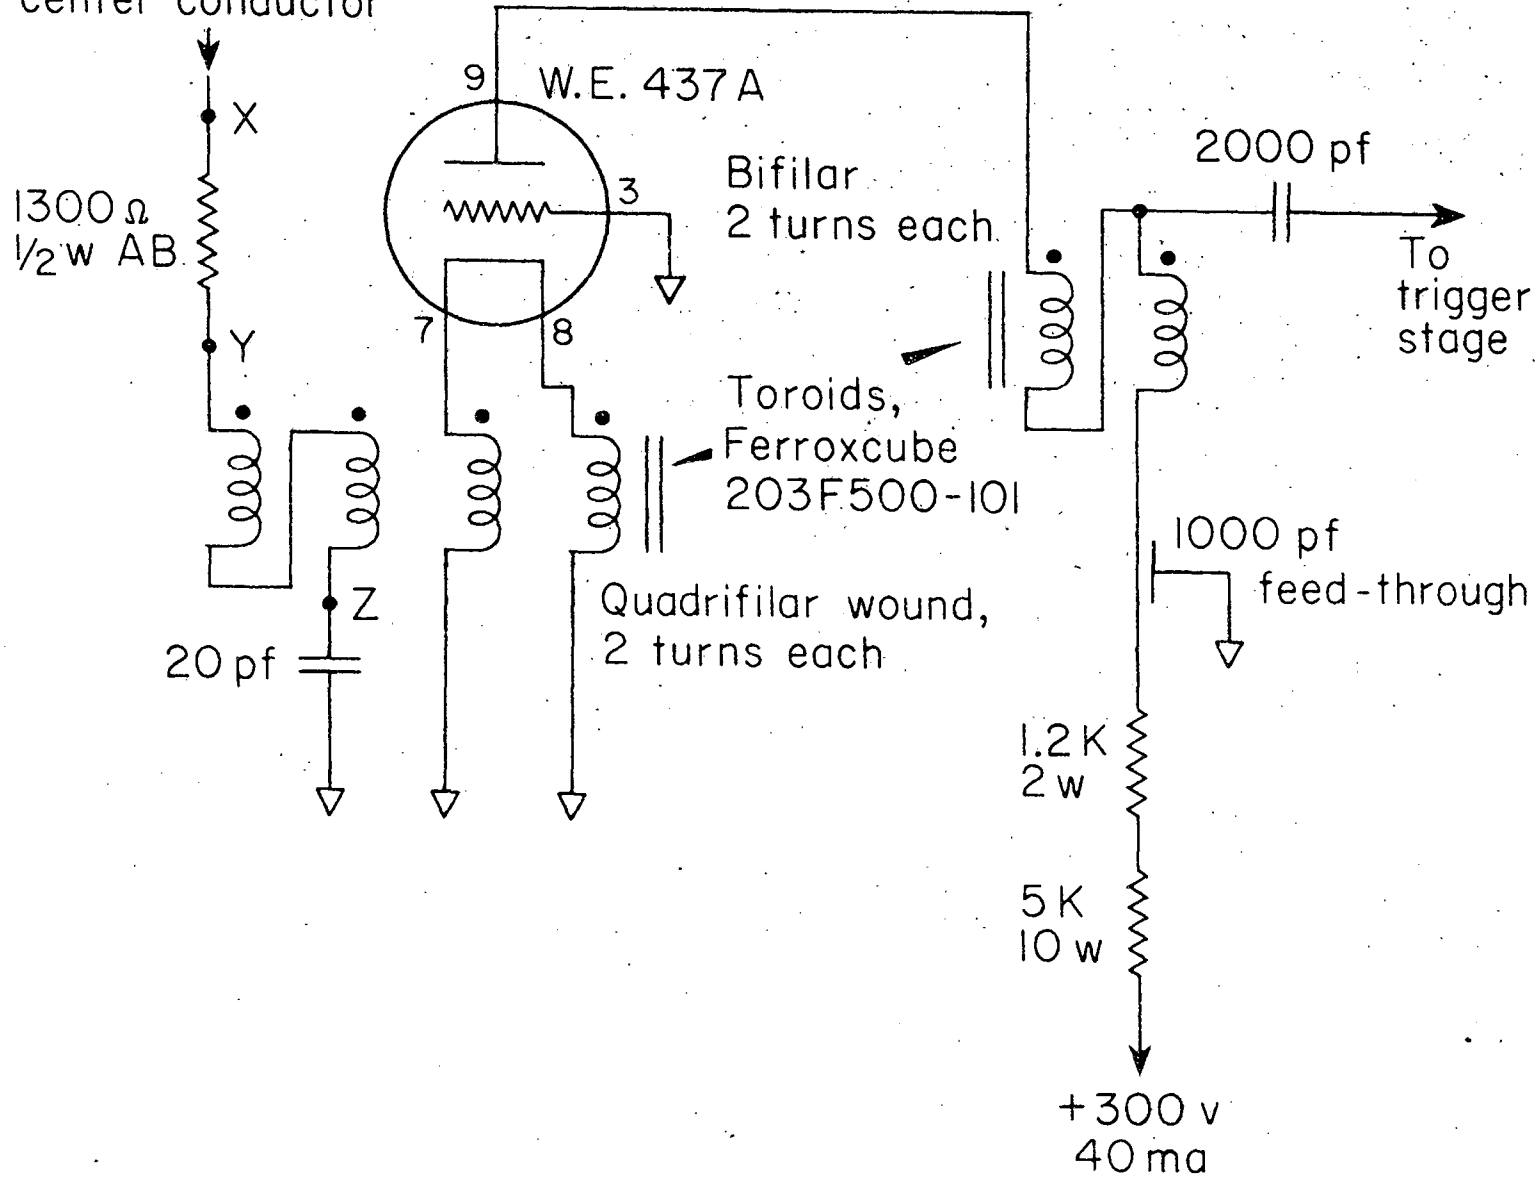 center conductor
X
1300 Ω
1/2 w AB
Y
9
W.E. 437A
3
7
8
Bifilar
2 turns each
2000 pf
To
trigger
stage
Toroids,
Ferroxcube
203F500-101
Quadrifilar wound,
2 turns each
Z
20 pf
1000 pf
feed-through
1.2 K
2 w
5 K
10 w
+300 v
40 ma